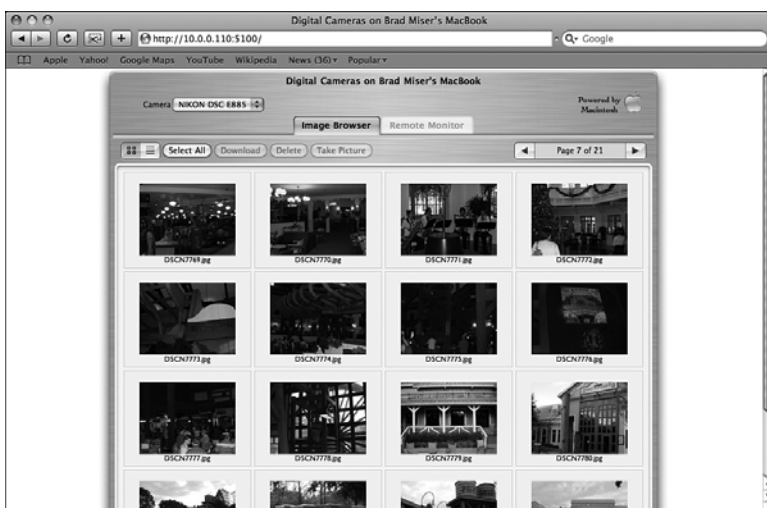 Digital Cameras on Brad Miser's MacBook
http://10.0.0.110:5100/
Google
Apple Yahoo! Google Maps YouTube Wikipedia News (36) Popular
Digital Cameras on Brad Miser's MacBook
Camera NIKON DSC E885
Powered by
Macintosh
Image Browser Remote Monitor
Select All Download Delete Take Picture Page 7 of 21
DSCN7769.jpg DSCN7770.jpg DSCN7771.jpg DSCN7772.jpg
DSCN7773.jpg DSCN7774.jpg DSCN7775.jpg DSCN7776.jpg
DSCN7777.jpg DSCN7778.jpg DSCN7779.jpg DSCN7780.jpg